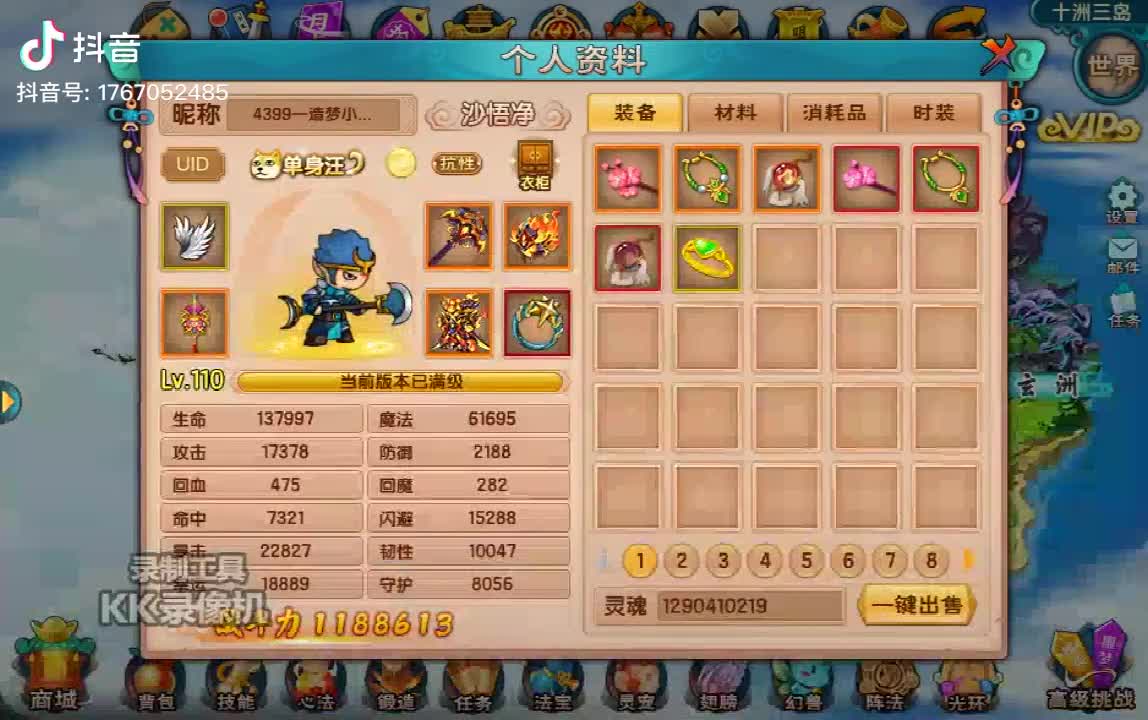 抖音
抖音号: 1767052485
十洲三岛
世界
个人资料
昵称 4399—造梦小...
沙悟净
装备 材料 消耗品 时装
VIP
UID
单身汪
抗性
衣柜
设置
邮件
任务
玄洲
Lv.110 当前版本已满级
生命 137997 魔法 61695
攻击 17378 防御 2188
回血 475 回魔 282
命中 7321 闪避 15288
暴击 22827 韧性 10047
18889 守护 8056
战斗力 1188613
录制工具
KK录像机
1 2 3 4 5 6 7 8
灵魂 1290410219 一键出售
商城 背包 技能 心法 锻造 任务 法宝 灵宠 翅膀 幻兽 阵法 光环 高级挑战